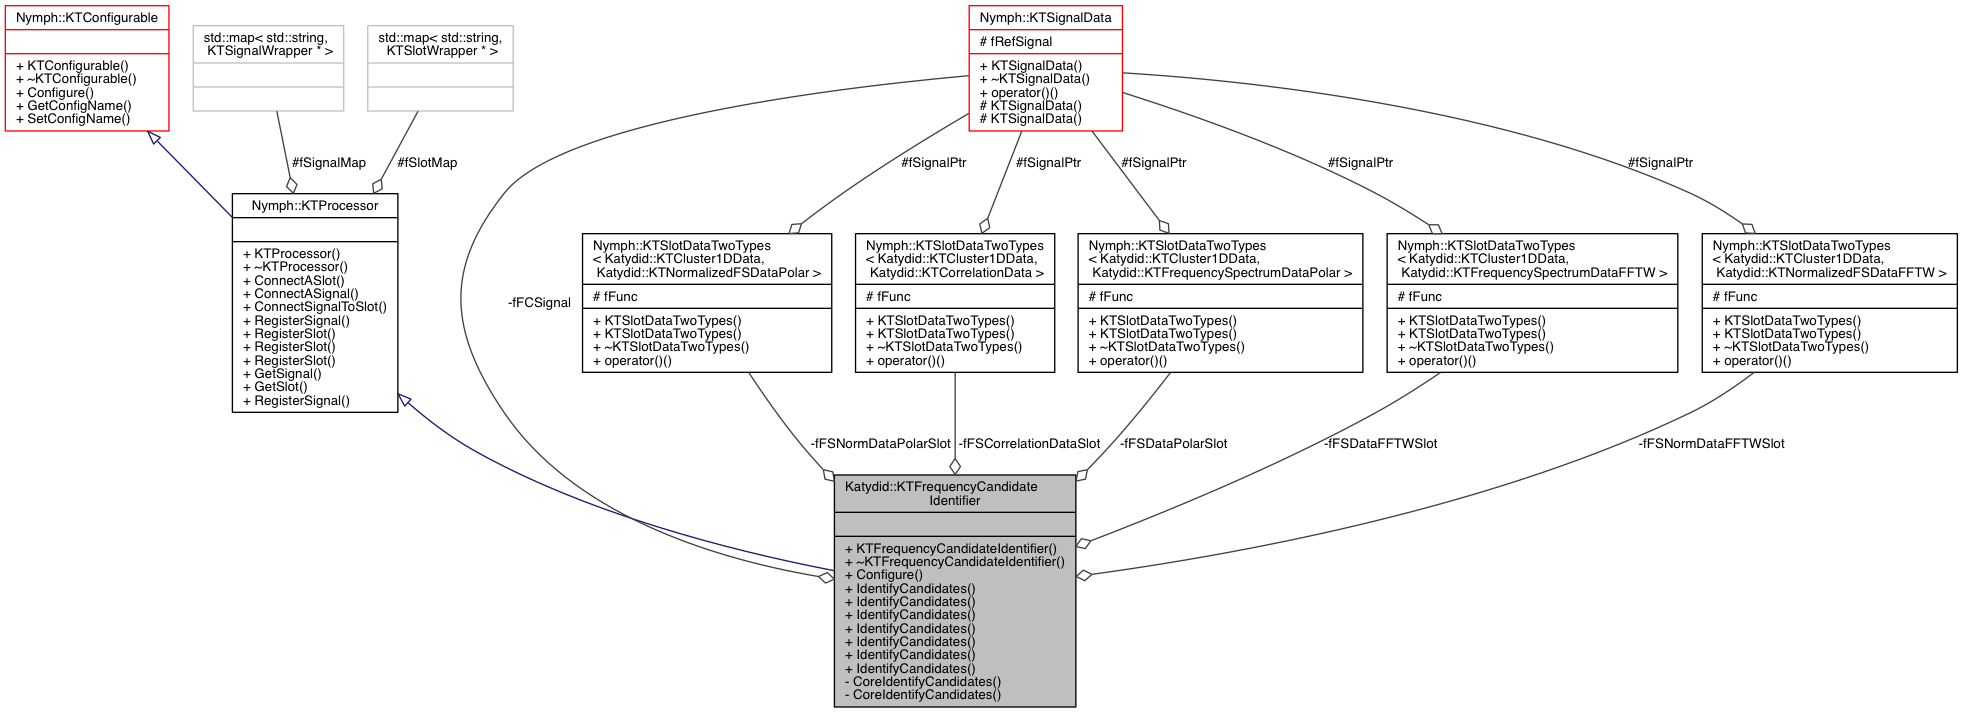 Nymph::KTConfigurable
+ KTConfigurable()
+ ~KTConfigurable()
+ Configure()
+ GetConfigName()
+ SetConfigName()
std::map< std::string,
KTSignalWrapper * >
std::map< std::string,
KTSlotWrapper * >
Nymph::KTSignalData
# fRefSignal
+ KTSignalData()
+ ~KTSignalData()
+ operator()()
# KTSignalData()
# KTSignalData()
#fSignalMap
#fSlotMap
#fSignalPtr
#fSignalPtr
#fSignalPtr
#fSignalPtr
#fSignalPtr
Nymph::KTProcessor
+ KTProcessor()
+ ~KTProcessor()
+ ConnectASlot()
+ ConnectASignal()
+ ConnectSignalToSlot()
+ RegisterSignal()
+ RegisterSlot()
+ RegisterSlot()
+ RegisterSlot()
+ GetSignal()
+ GetSlot()
+ RegisterSignal()
-fFCSignal
Nymph::KTSlotDataTwoTypes
< Katydid::KTCluster1DData,
Katydid::KTNormalizedFSDataPolar >
# fFunc
+ KTSlotDataTwoTypes()
+ KTSlotDataTwoTypes()
+ ~KTSlotDataTwoTypes()
+ operator()()
Nymph::KTSlotDataTwoTypes
< Katydid::KTCluster1DData,
Katydid::KTCorrelationData >
# fFunc
+ KTSlotDataTwoTypes()
+ KTSlotDataTwoTypes()
+ ~KTSlotDataTwoTypes()
+ operator()()
Nymph::KTSlotDataTwoTypes
< Katydid::KTCluster1DData,
Katydid::KTFrequencySpectrumDataPolar >
# fFunc
+ KTSlotDataTwoTypes()
+ KTSlotDataTwoTypes()
+ ~KTSlotDataTwoTypes()
+ operator()()
Nymph::KTSlotDataTwoTypes
< Katydid::KTCluster1DData,
Katydid::KTFrequencySpectrumDataFFTW >
# fFunc
+ KTSlotDataTwoTypes()
+ KTSlotDataTwoTypes()
+ ~KTSlotDataTwoTypes()
+ operator()()
Nymph::KTSlotDataTwoTypes
< Katydid::KTCluster1DData,
Katydid::KTNormalizedFSDataFFTW >
# fFunc
+ KTSlotDataTwoTypes()
+ KTSlotDataTwoTypes()
+ ~KTSlotDataTwoTypes()
+ operator()()
-fFSNormDataPolarSlot
-fFSCorrelationDataSlot
-fFSDataPolarSlot
-fFSDataFFTWSlot
-fFSNormDataFFTWSlot
Katydid::KTFrequencyCandidate
Identifier
+ KTFrequencyCandidateIdentifier()
+ ~KTFrequencyCandidateIdentifier()
+ Configure()
+ IdentifyCandidates()
+ IdentifyCandidates()
+ IdentifyCandidates()
+ IdentifyCandidates()
+ IdentifyCandidates()
+ IdentifyCandidates()
+ IdentifyCandidates()
- CoreIdentifyCandidates()
- CoreIdentifyCandidates()